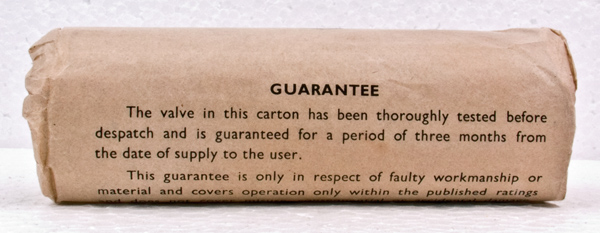 GUARANTEE
The valve in this carton has been thoroughly tested before
despatch and is guaranteed for a period of three months from
the date of supply to the user.
This guarantee is only in respect of faulty workmanship or
material and covers operation only within the published ratings